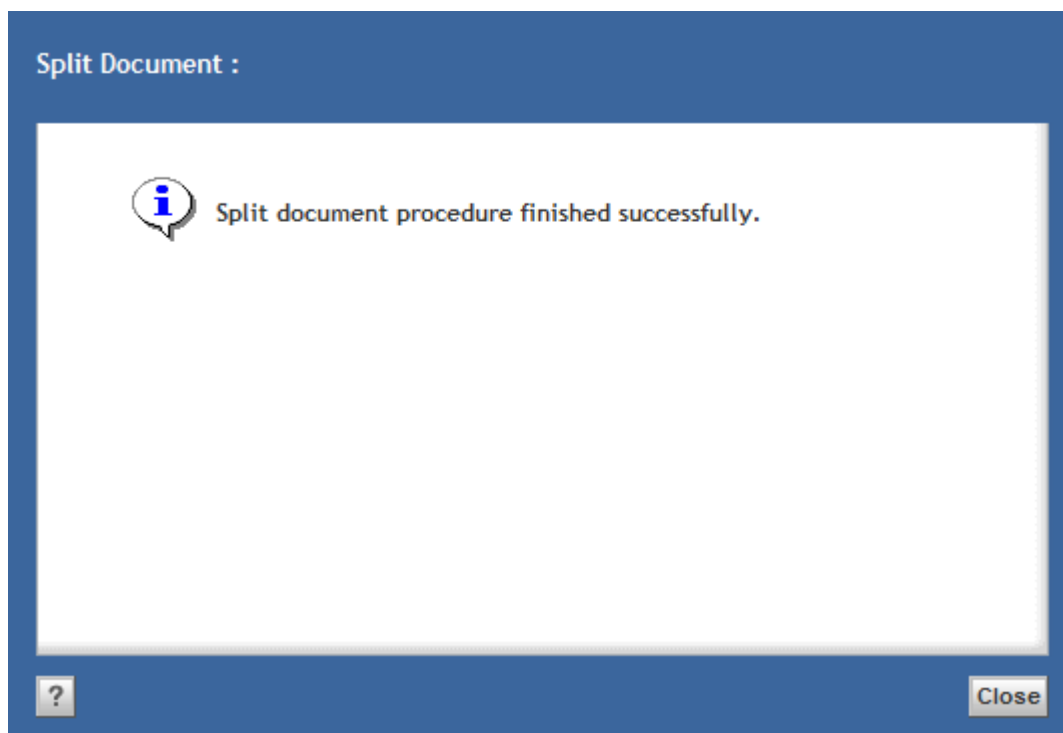 Split Document :
Split document procedure finished successfully.
?
Close